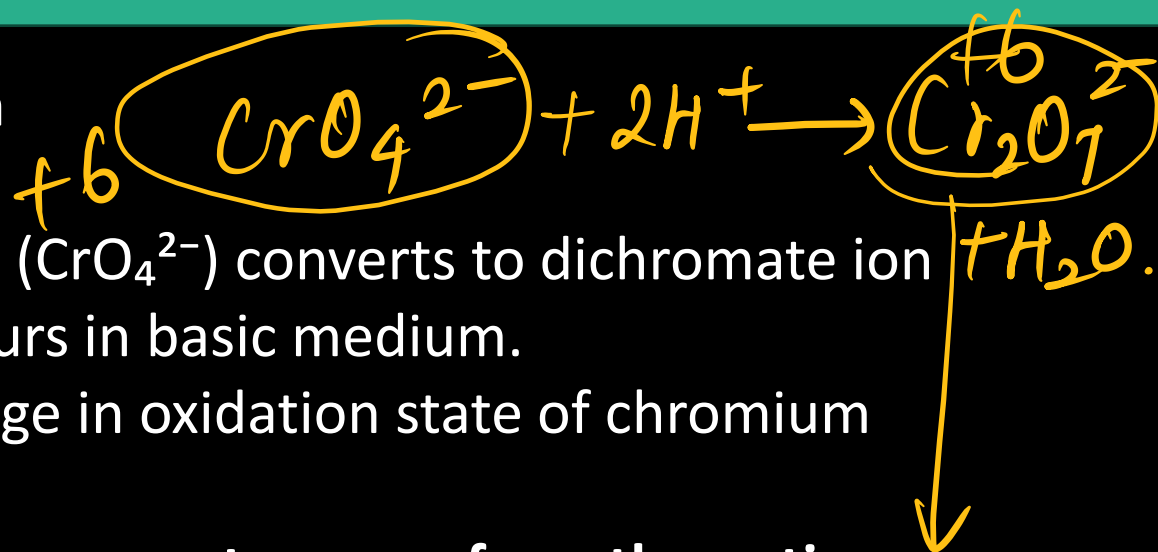 CrO₄²⁻ + 2H⁺ → Cr₂O₇²⁻
+6
+6
+H₂O.
(CrO₄²⁻) converts to dichromate ion
urs in basic medium.
ge in oxidation state of chromium